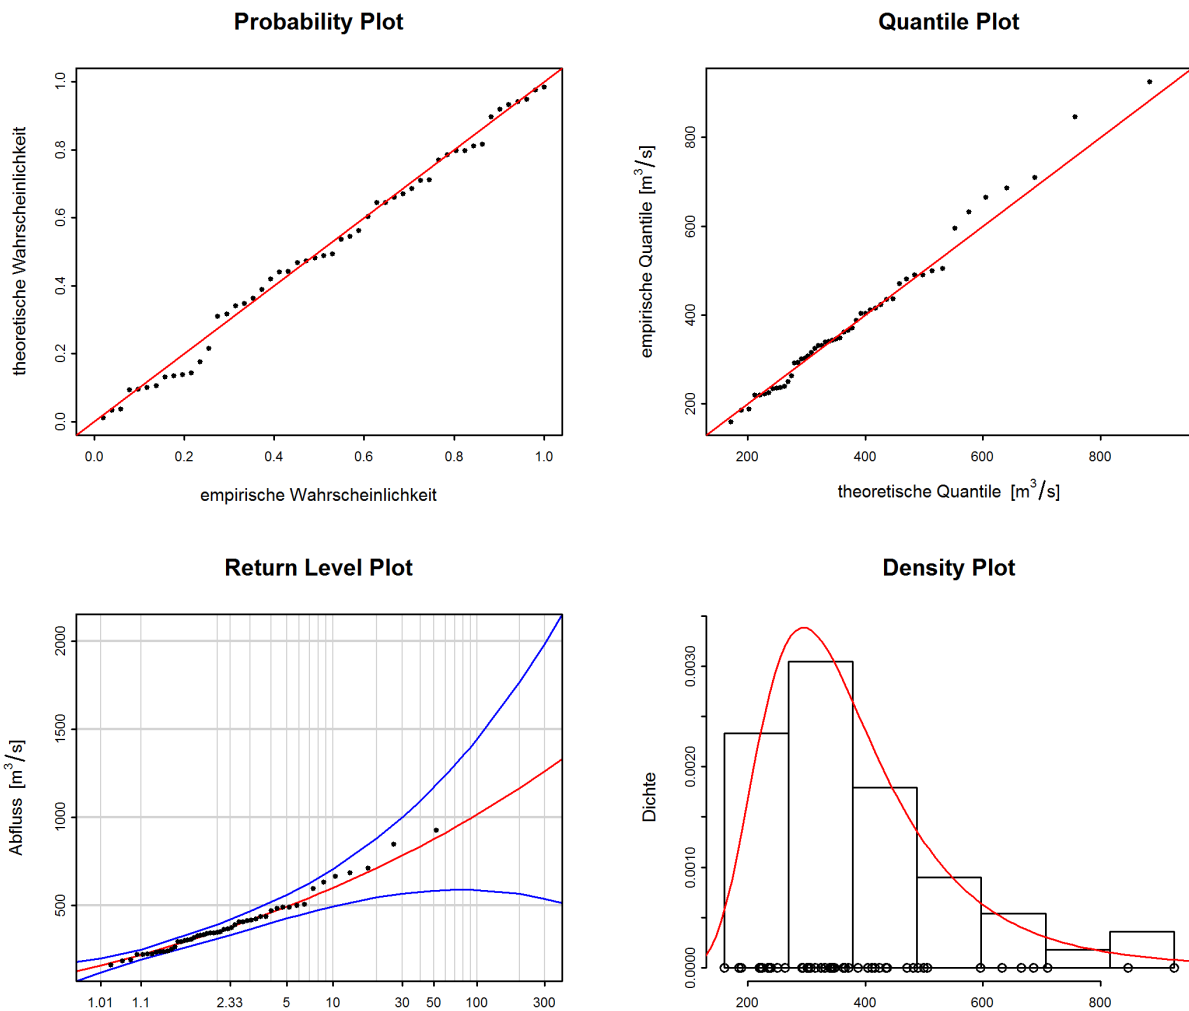 Probability Plot
theoretische Wahrscheinlichkeit
1.0
0.8
0.6
0.4
0.2
0.0
0.0 0.2 0.4 0.6 0.8 1.0
empirische Wahrscheinlichkeit
Quantile Plot
empirische Quantile [m³/s]
800
600
400
200
200 400 600 800
theoretische Quantile [m³/s]
Return Level Plot
Abfluss [m³/s]
2000
1500
1000
500
1.01 1.1 2.33 5 10 30 50 100 300
Density Plot
Dichte
0.0030
0.0020
0.0010
0.0000
200 400 600 800